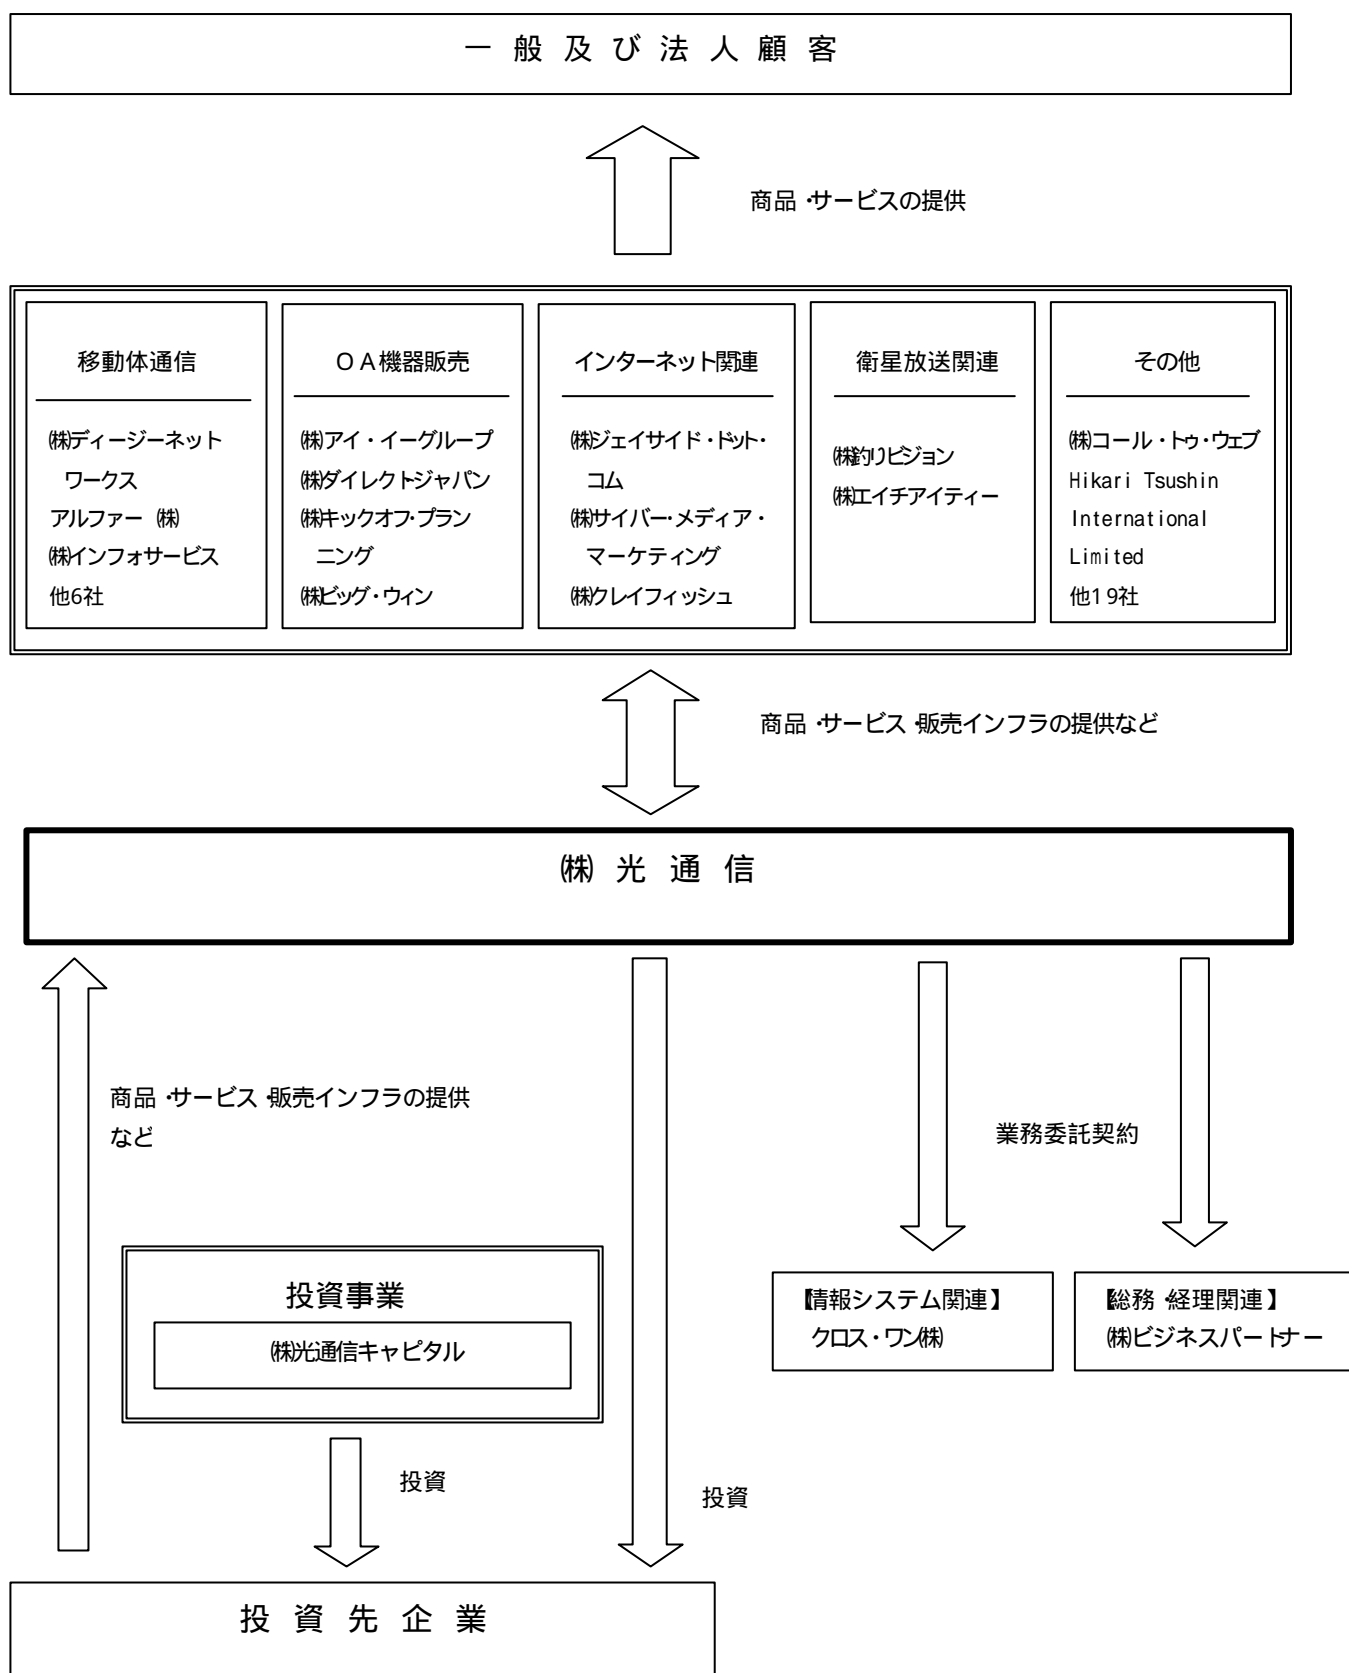 一般及び法人顧客
商品・サービスの提供
移動体通信
㈱ディージーネット
ワークス
アルファー ㈱
㈱インフォサービス
他6社
OA機器販売
㈱アイ・イーグループ
㈱ダイレクトジャパン
㈱キックオフ・プラン
ニング
㈱ビッグ・ウィン
インターネット関連
㈱ジェイサイド・ドット・
コム
㈱サイバー・メディア・
マーケティング
㈱クレイフィッシュ
衛星放送関連
㈱釣りビジョン
㈱エイチアイティー
その他
㈱コール・トゥ・ウェブ
Hikari Tsushin
International
Limited
他19社
商品・サービス・販売インフラの提供など
㈱光通信
商品・サービス・販売インフラの提供
など
業務委託契約
投資事業
㈱光通信キャピタル
【情報システム関連】
クロス・ワン㈱
【総務・経理関連】
㈱ビジネスパートナー
投資
投資
投資先企業